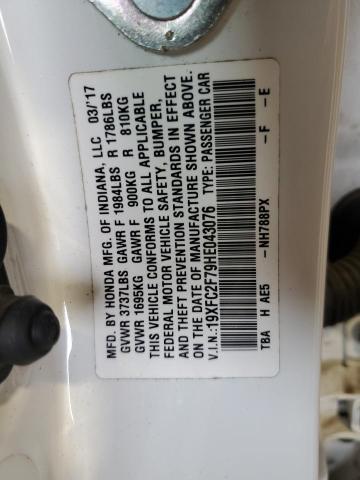 MFD. BY HONDA MFG. OF INDIANA, LLC 03/'17
GVWR 3737LBS GAWR F 1984LBS R 1786LBS
GVWR 1695KG GAWR F 900KG R 810KG
THIS VEHICLE CONFORMS TO ALL APPLICABLE
FEDERAL MOTOR VEHICLE SAFETY, BUMPER,
AND THEFT PREVENTION STANDARDS IN EFFECT
ON THE DATE OF MANUFACTURE SHOWN ABOVE.
V.I.N.:19XFC2F79HE043076 TYPE: PASSENGER CAR
TBA H AE5 -NH788PX -F -E